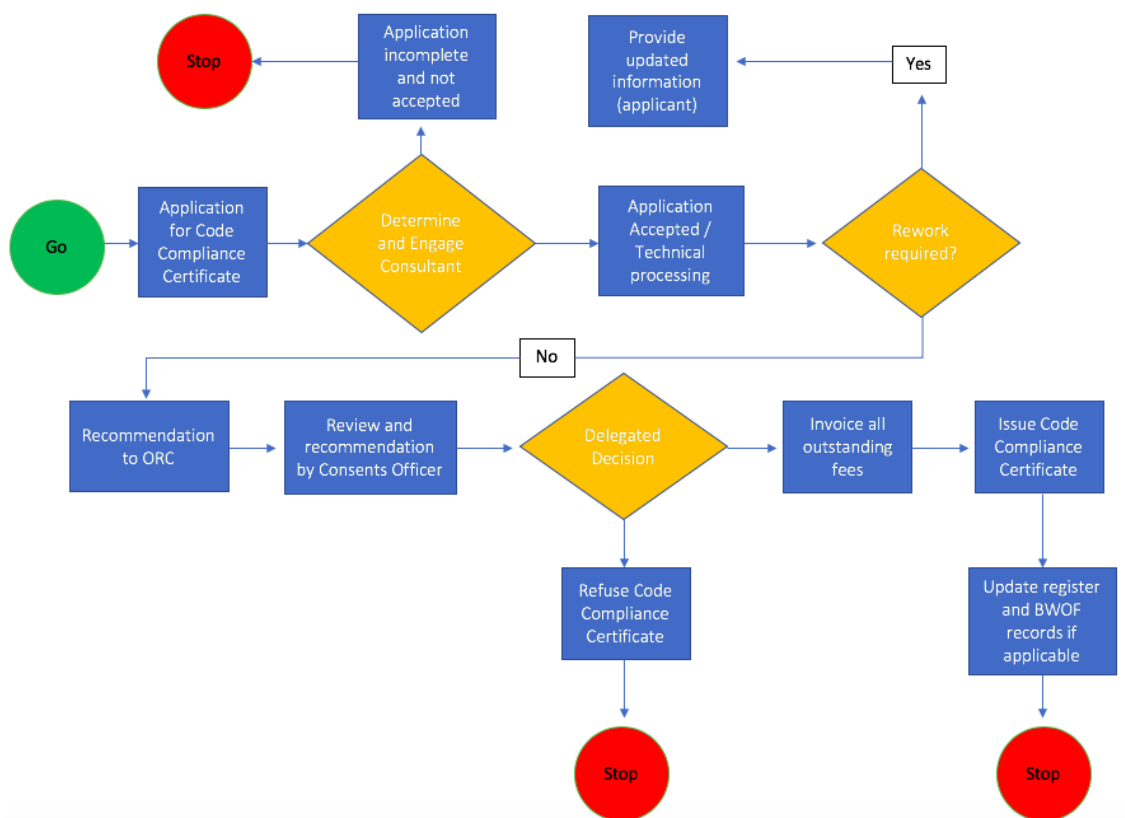 Stop
Application
incomplete
and not
accepted
Provide
updated
information
(applicant)
Yes
Go
Application
for Code
Compliance
Certificate
Determine
and Engage
Consultant
Application
Accepted /
Technical
processing
Rework
required?
No
Recommendation
to ORC
Review and
recommendation
by Consents Officer
Delegated
Decision
Invoice all
outstanding
fees
Issue Code
Compliance
Certificate
Refuse Code
Compliance
Certificate
Update register
and BWOF
records if
applicable
Stop
Stop